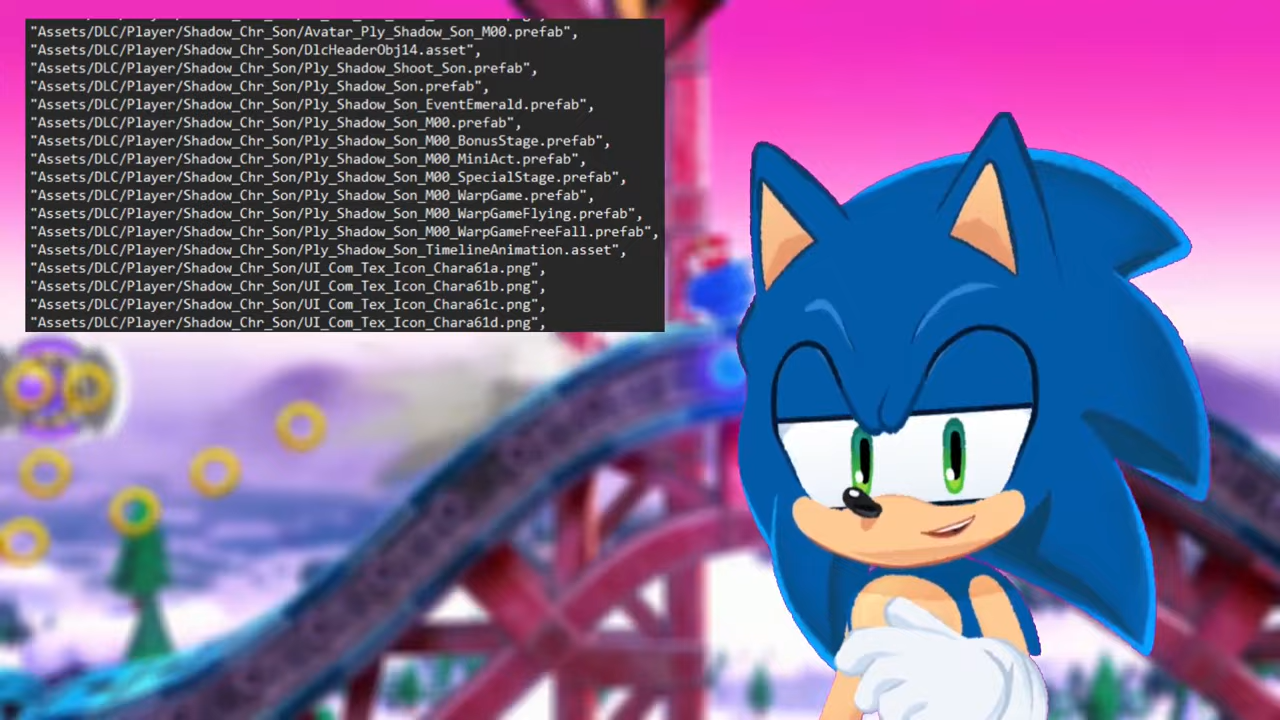 "Assets/DLC/Player/Shadow_Chr_Son/Avatar_Ply_Shadow_Son_M00.prefab",
"Assets/DLC/Player/Shadow_Chr_Son/DlcHeaderObj14.asset",
"Assets/DLC/Player/Shadow_Chr_Son/Ply_Shadow_Shoot_Son.prefab",
"Assets/DLC/Player/Shadow_Chr_Son/Ply_Shadow_Son.prefab",
"Assets/DLC/Player/Shadow_Chr_Son/Ply_Shadow_Son_EventEmerald.prefab",
"Assets/DLC/Player/Shadow_Chr_Son/Ply_Shadow_Son_M00.prefab",
"Assets/DLC/Player/Shadow_Chr_Son/Ply_Shadow_Son_M00_BonusStage.prefab",
"Assets/DLC/Player/Shadow_Chr_Son/Ply_Shadow_Son_M00_MiniAct.prefab",
"Assets/DLC/Player/Shadow_Chr_Son/Ply_Shadow_Son_M00_SpecialStage.prefab",
"Assets/DLC/Player/Shadow_Chr_Son/Ply_Shadow_Son_M00_WarpGame.prefab",
"Assets/DLC/Player/Shadow_Chr_Son/Ply_Shadow_Son_M00_WarpGameFlying.prefab",
"Assets/DLC/Player/Shadow_Chr_Son/Ply_Shadow_Son_M00_WarpGameFreeFall.prefab",
"Assets/DLC/Player/Shadow_Chr_Son/Ply_Shadow_Son_TimelineAnimation.asset",
"Assets/DLC/Player/Shadow_Chr_Son/UI_Com_Tex_Icon_Chara61a.png",
"Assets/DLC/Player/Shadow_Chr_Son/UI_Com_Tex_Icon_Chara61b.png",
"Assets/DLC/Player/Shadow_Chr_Son/UI_Com_Tex_Icon_Chara61c.png",
"Assets/DLC/Player/Shadow_Chr_Son/UI_Com_Tex_Icon_Chara61d.png",